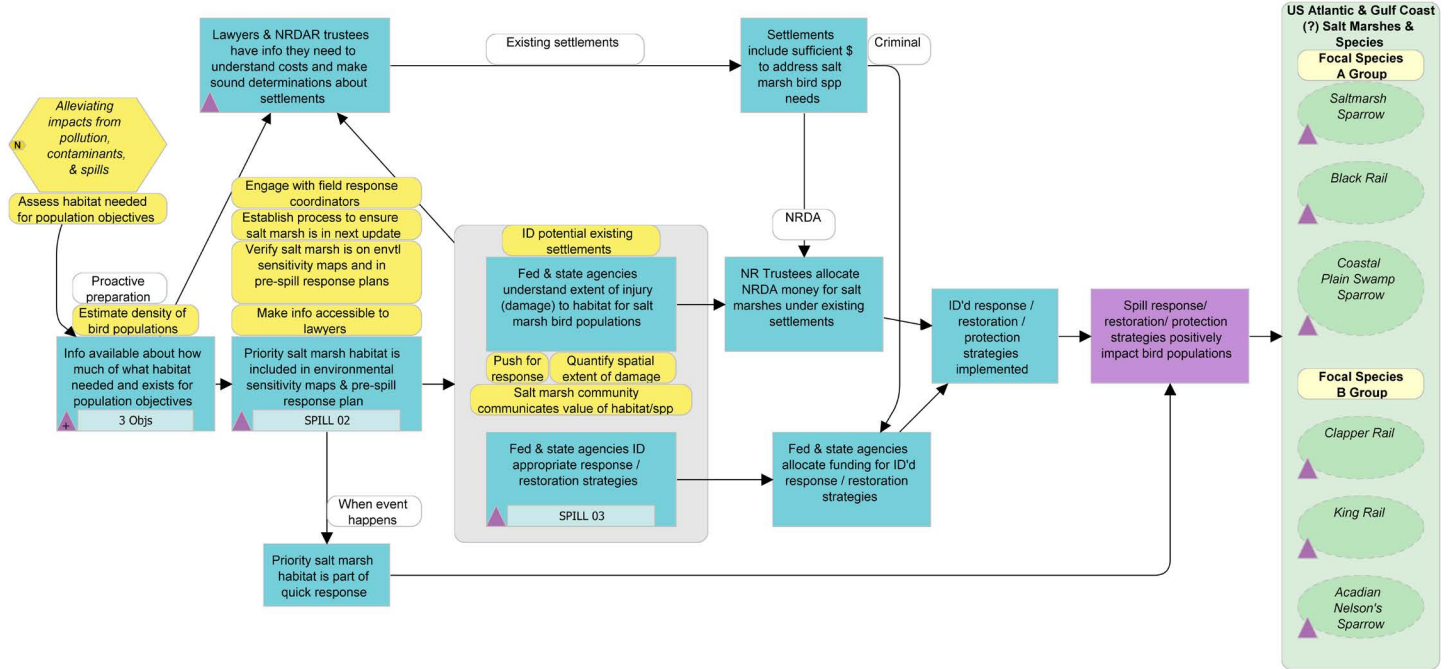 Alleviating
impacts from
pollution,
contaminants,
& spills
N
Assess habitat needed
for population objectives
Proactive
preparation
Estimate density of
bird populations
Info available about how
much of what habitat
needed and exists for
population objectives
+
3 Objs
Lawyers & NRDAR trustees
have info they need to
understand costs and make
sound determinations about
settlements
Engage with field response
coordinators
Establish process to ensure
salt marsh is in next update
Verify salt marsh is on envtl
sensitivity maps and in
pre-spill response plans
Make info accessible to
lawyers
Priority salt marsh habitat is
included in environmental
sensitivity maps & pre-spill
response plan
SPILL 02
When event
happens
Priority salt marsh
habitat is part of
quick response
Existing settlements
ID potential existing
settlements
Fed & state agencies
understand extent of injury
(damage) to habitat for salt
marsh bird populations
Push for
response
Quantify spatial
extent of damage
Salt marsh community
communicates value of habitat/spp
Fed & state agencies ID
appropriate response /
restoration strategies
SPILL 03
Settlements
include sufficient $
to address salt
marsh bird spp
needs
Criminal
NRDA
NR Trustees allocate
NRDA money for salt
marshes under existing
settlements
Fed & state agencies
allocate funding for ID'd
response / restoration
strategies
ID'd response /
restoration /
protection
strategies
implemented
Spill response/
restoration/ protection
strategies positively
impact bird populations
US Atlantic & Gulf Coast
(?) Salt Marshes &
Species
Focal Species
A Group
Saltmarsh
Sparrow
Black Rail
Coastal
Plain Swamp
Sparrow
Focal Species
B Group
Clapper Rail
King Rail
Acadian
Nelson's
Sparrow